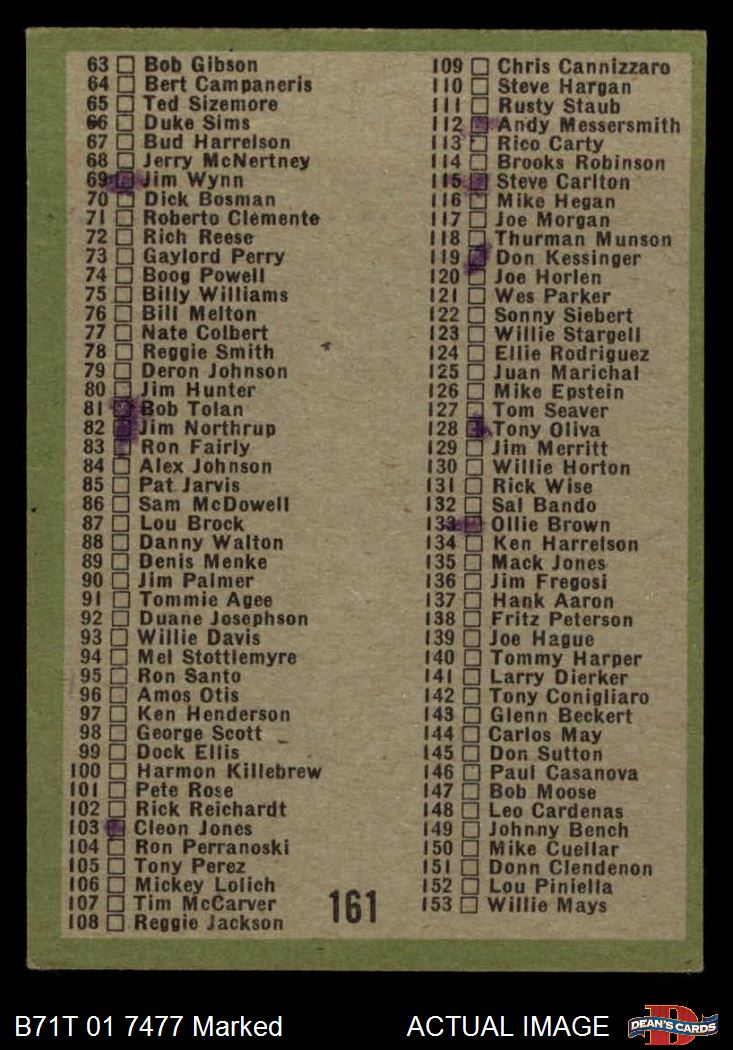 63 Bob Gibson
64 Bert Campaneris
65 Ted Sizemore
66 Duke Sims
67 Bud Harrelson
68 Jerry McNertney
69 Jim Wynn
70 Dick Bosman
71 Roberto Clemente
72 Rich Reese
73 Gaylord Perry
74 Boog Powell
75 Billy Williams
76 Bill Melton
77 Nate Colbert
78 Reggie Smith
79 Deron Johnson
80 Jim Hunter
81 Bob Tolan
82 Jim Northrup
83 Ron Fairly
84 Alex Johnson
85 Pat Jarvis
86 Sam McDowell
87 Lou Brock
88 Danny Walton
89 Denis Menke
90 Jim Palmer
91 Tommie Agee
92 Duane Josephson
93 Willie Davis
94 Mel Stottlemyre
95 Ron Santo
96 Amos Otis
97 Ken Henderson
98 George Scott
99 Dock Ellis
100 Harmon Killebrew
101 Pete Rose
102 Rick Reichardt
103 Cleon Jones
104 Ron Perranoski
105 Tony Perez
106 Mickey Lolich
107 Tim McCarver
108 Reggie Jackson
109 Chris Cannizzaro
110 Steve Hargan
111 Rusty Staub
112 Andy Messersmith
113 Rico Carty
114 Brooks Robinson
115 Steve Carlton
116 Mike Hegan
117 Joe Morgan
118 Thurman Munson
119 Don Kessinger
120 Joe Horlen
121 Wes Parker
122 Sonny Siebert
123 Willie Stargell
124 Ellie Rodriguez
125 Juan Marichal
126 Mike Epstein
127 Tom Seaver
128 Tony Oliva
129 Jim Merritt
130 Willie Horton
131 Rick Wise
132 Sal Bando
133 Ollie Brown
134 Ken Harrelson
135 Mack Jones
136 Jim Fregosi
137 Hank Aaron
138 Fritz Peterson
139 Joe Hague
140 Tommy Harper
141 Larry Dierker
142 Tony Conigliaro
143 Glenn Beckert
144 Carlos May
145 Don Sutton
146 Paul Casanova
147 Bob Moose
148 Leo Cardenas
149 Johnny Bench
150 Mike Cuellar
151 Donn Clendenon
152 Lou Piniella
153 Willie Mays
161
B71T 01 7477 Marked
ACTUAL IMAGE
D
DEAN'S CARDS